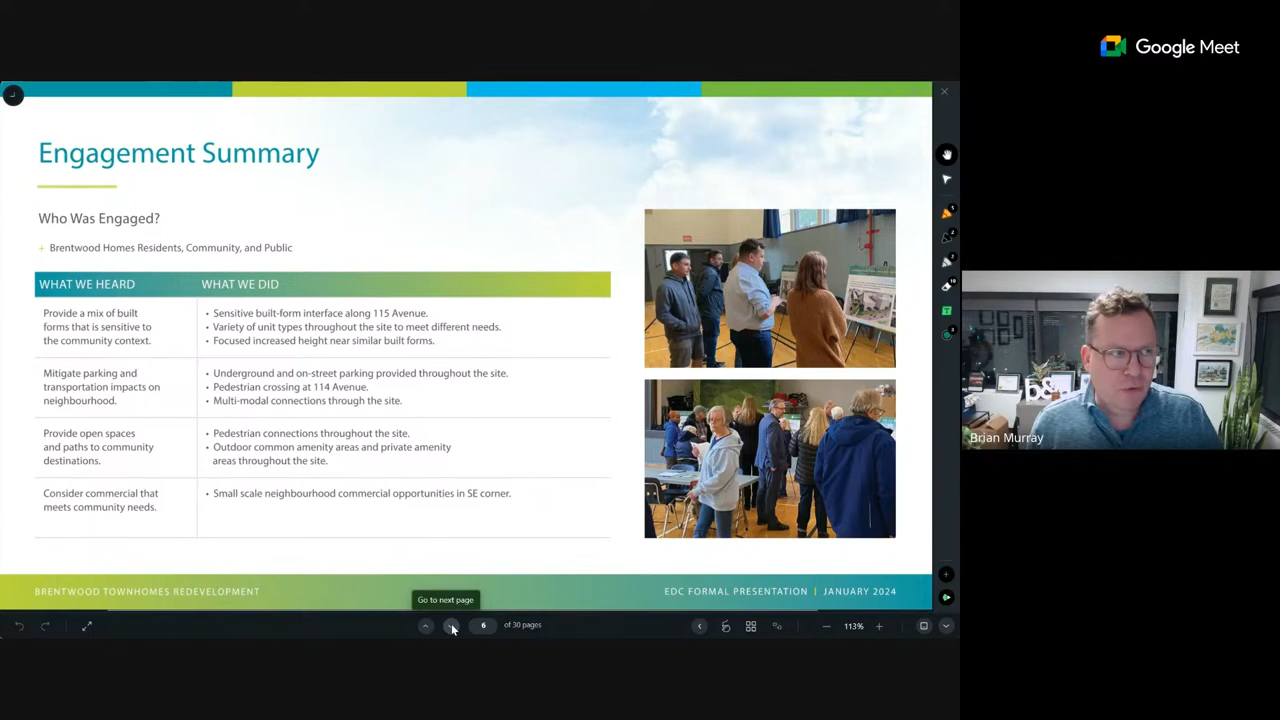 Google Meet
Engagement Summary
Who Was Engaged?
+ Brentwood Homes Residents, Community, and Public
WHAT WE HEARD
WHAT WE DID
Provide a mix of built
forms that is sensitive to
the community context.
• Sensitive built-form interface along 115 Avenue.
• Variety of unit types throughout the site to meet different needs.
• Focused increased height near similar built forms.
Mitigate parking and
transportation impacts on
neighbourhood.
• Underground and on-street parking provided throughout the site.
• Pedestrian crossing at 114 Avenue.
• Multi-modal connections through the site.
Provide open spaces
and paths to community
destinations.
• Pedestrian connections throughout the site.
• Outdoor common amenity areas and private amenity
areas throughout the site.
Consider commercial that
meets community needs.
• Small scale neighbourhood commercial opportunities in SE corner.
BRENTWOOD TOWNHOMES REDEVELOPMENT
EDC FORMAL PRESENTATION | JANUARY 2024
Go to next page
6 of 30 pages
113%
b&
Brian Murray